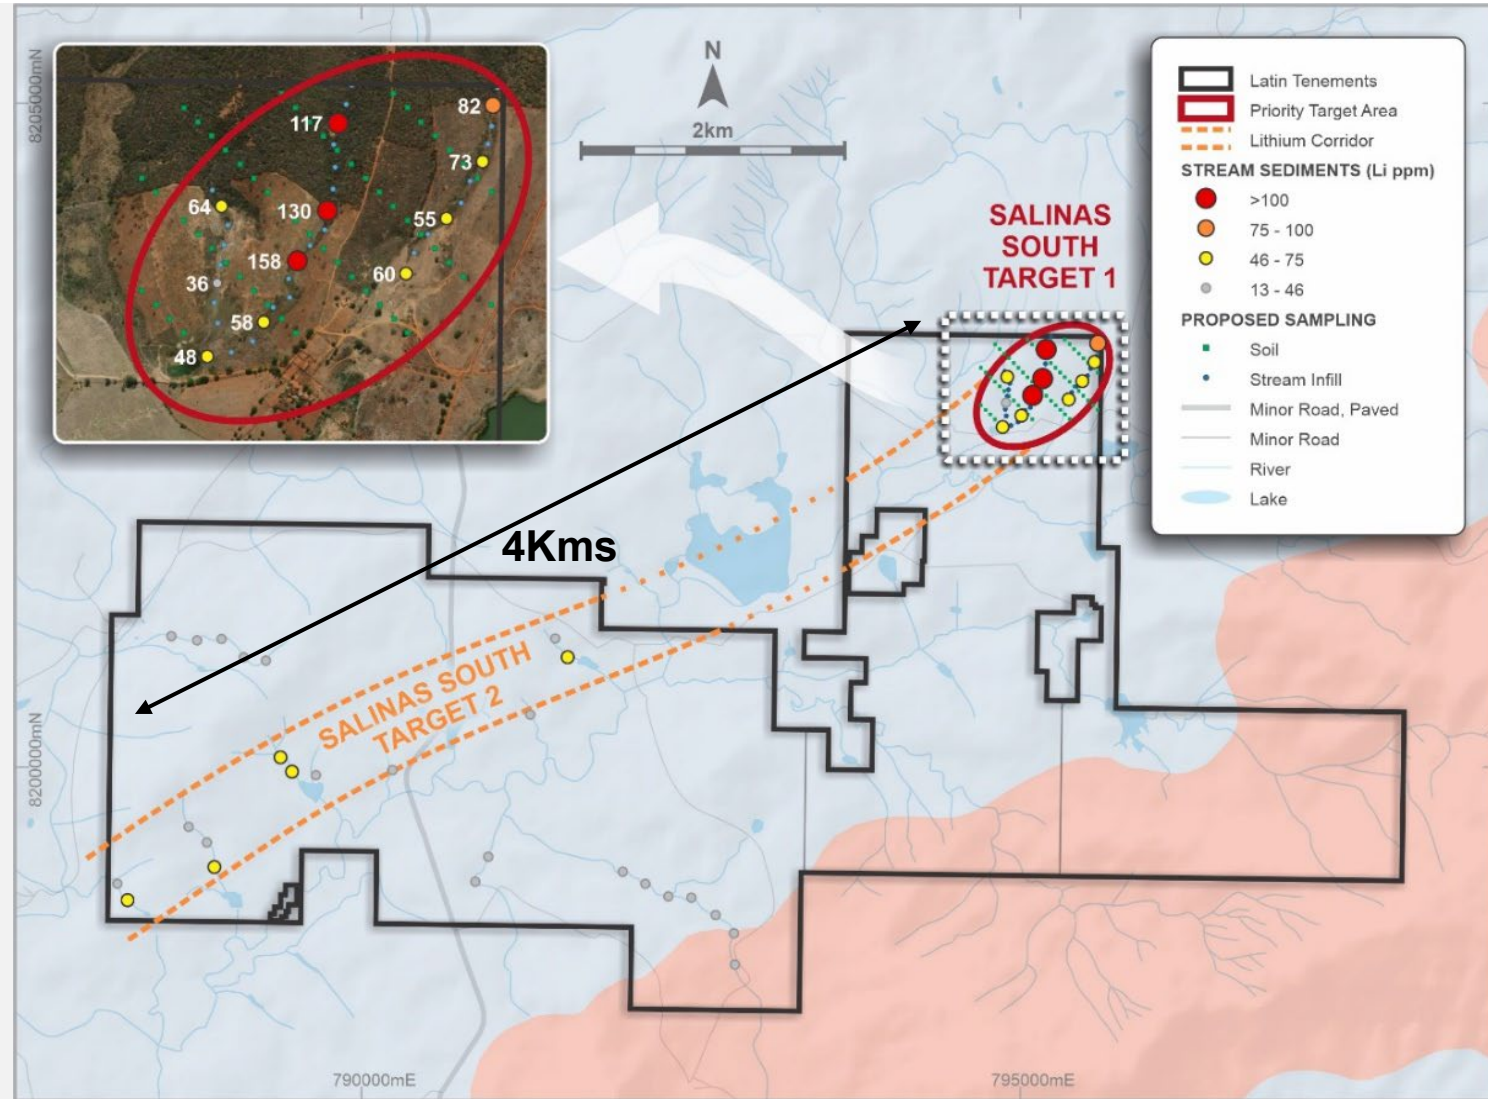 8205000mN
8200000mN
790000mE
795000mE
N
2km
117
82
73
64
130
55
158
60
36
58
48
SALINAS
SOUTH
TARGET 1
4Kms
SALINAS SOUTH
TARGET 2
Latin Tenements
Priority Target Area
Lithium Corridor
STREAM SEDIMENTS (Li ppm)
>100
75 - 100
46 - 75
13 - 46
PROPOSED SAMPLING
Soil
Stream Infill
Minor Road, Paved
Minor Road
River
Lake